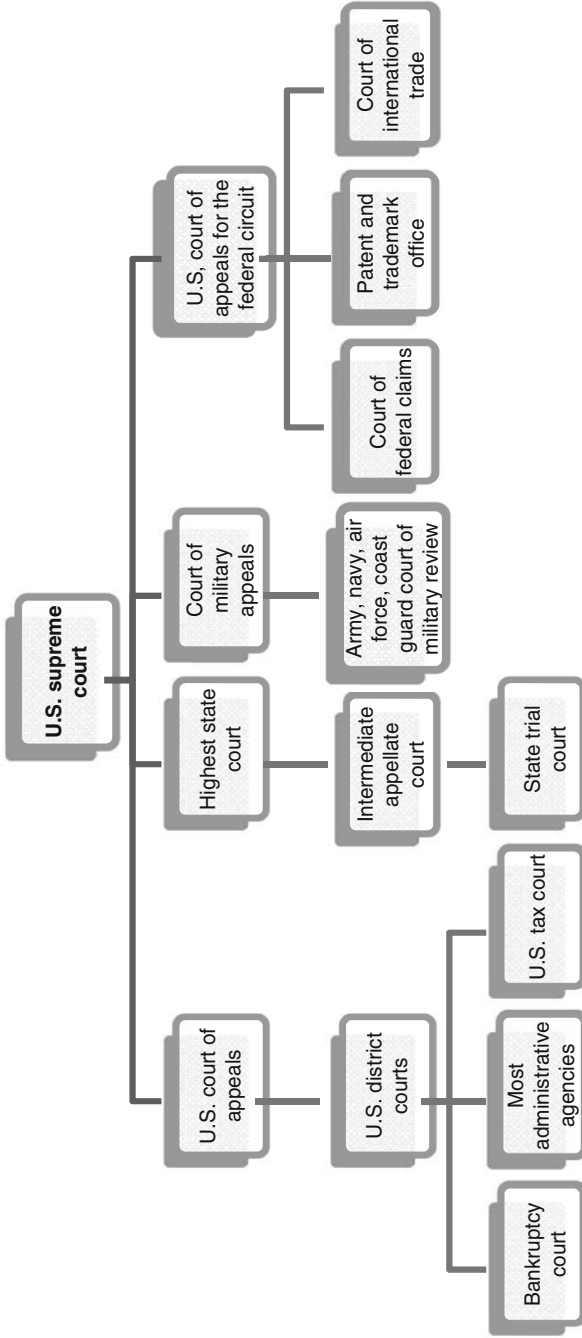 U.S. supreme
court
U.S. court of
appeals
Highest state
court
Court of
military
appeals
U.S, court of
appeals for the
federal circuit
U.S. district
courts
Intermediate
appellate
court
Army, navy, air
force, coast
guard court of
military review
Court of
federal claims
Patent and
trademark
office
Court of
international
trade
Bankruptcy
court
Most
administrative
agencies
U.S. tax court
State trial
court